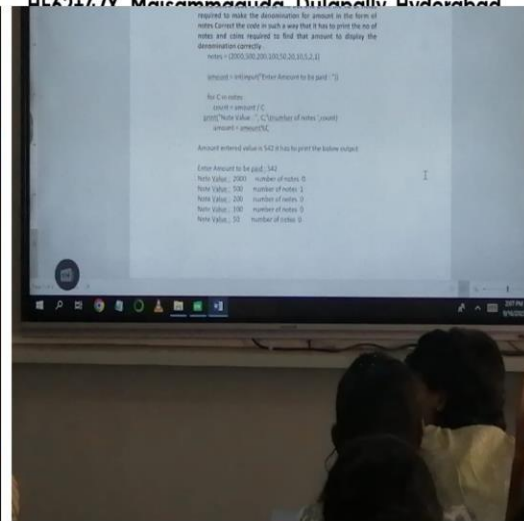 HF62+47X, Maisammaguda, Dulapally, Hyderabad
required to make the denomination for amount in the form of
notes Correct the code in such a way that it has to print the no of
notes and coins required to find that amount to display the
denomination correctly
notes = (2000,500,200,100,50,20,10,5,2,1)
amount = int(input("Enter Amount to be paid : "))
for C in notes:
count = amount / C
print("Note Value : ", C,"\tnumber of notes ",count)
amount = amount%C
Amount entered value is 542 it has to print the below output
Enter Amount to be paid : 542
Note Value : 2000 number of notes 0
Note Value : 500 number of notes 1
Note Value : 200 number of notes 0
Note Value : 100 number of notes 0
Note Value : 50 number of notes 0
2:07 PM